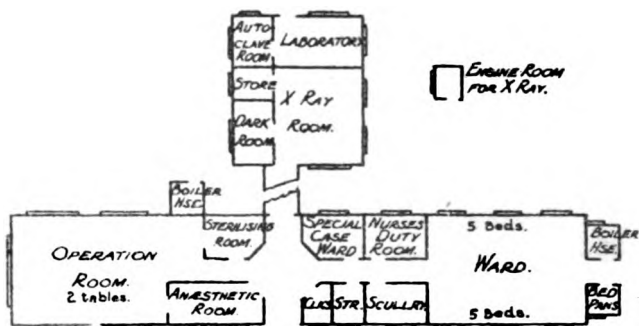 AUTO-
CLAVE
ROOM
LABORATORY
STORE
X RAY
ROOM.
DARK
ROOM
ENGINE ROOM
FOR X RAY.
BOILER
HSE.
STERILISING
ROOM.
SPECIAL
CASE
WARD
NURSES
DUTY
ROOM.
5 Beds.
BOILER
HSE.
OPERATION
ROOM.
2 tables.
WARD.
ANÆSTHETIC
ROOM.
STR.
SCULLRY.
5 Beds.
BED
PANS